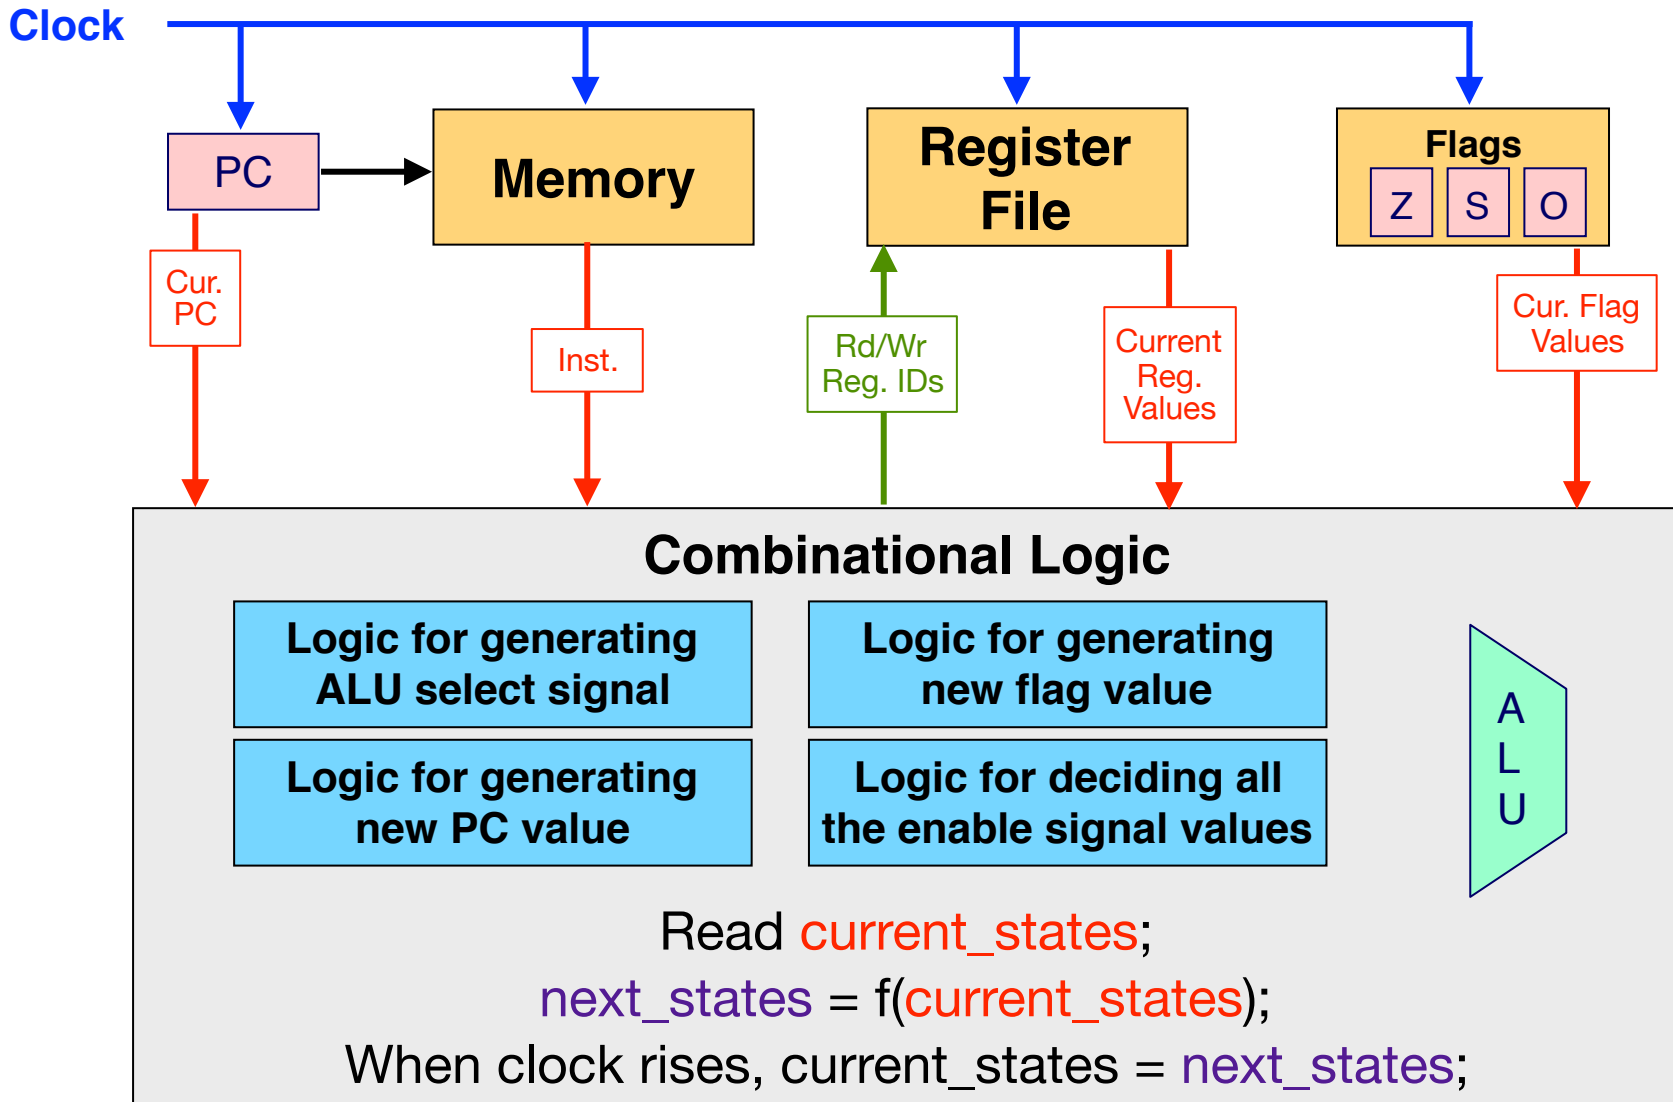 Clock
PC
Memory
Register
File
Flags
Z S O
Cur.
PC
Inst.
Rd/Wr
Reg. IDs
Current
Reg.
Values
Cur. Flag
Values
Combinational Logic
Logic for generating
ALU select signal
Logic for generating
new flag value
Logic for generating
new PC value
Logic for deciding all
the enable signal values
A
L
U
Read current_states;
next_states = f(current_states);
When clock rises, current_states = next_states;